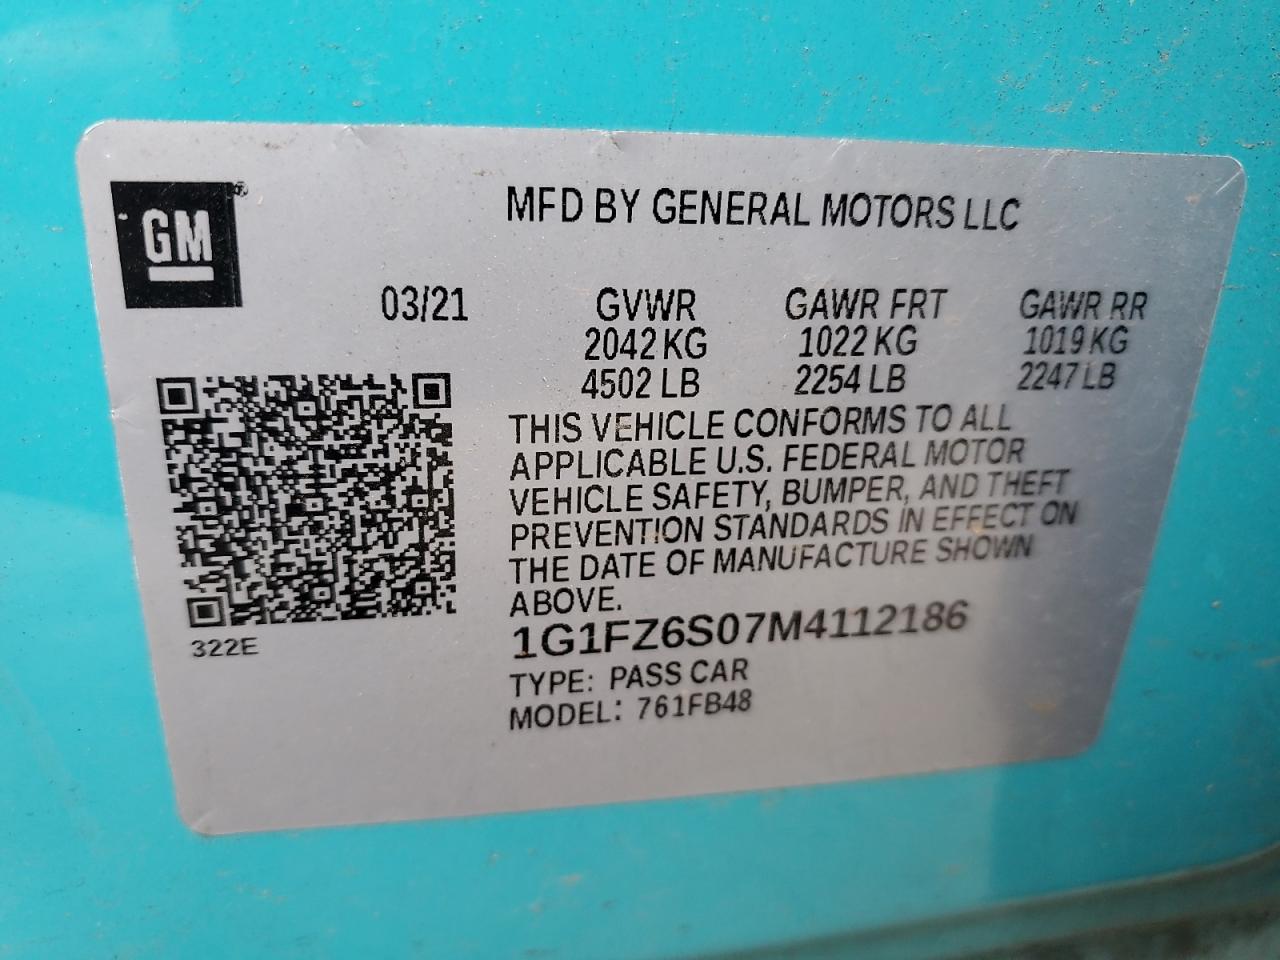 GM
MFD BY GENERAL MOTORS LLC
03/21 GVWR GAWR FRT GAWR RR
2042 KG 1022 KG 1019 KG
4502 LB 2254 LB 2247 LB
THIS VEHICLE CONFORMS TO ALL
APPLICABLE U.S. FEDERAL MOTOR
VEHICLE SAFETY, BUMPER, AND THEFT
PREVENTION STANDARDS IN EFFECT ON
THE DATE OF MANUFACTURE SHOWN
ABOVE.
322E
1G1FZ6S07M4112186
TYPE: PASS CAR
MODEL: 761FB48